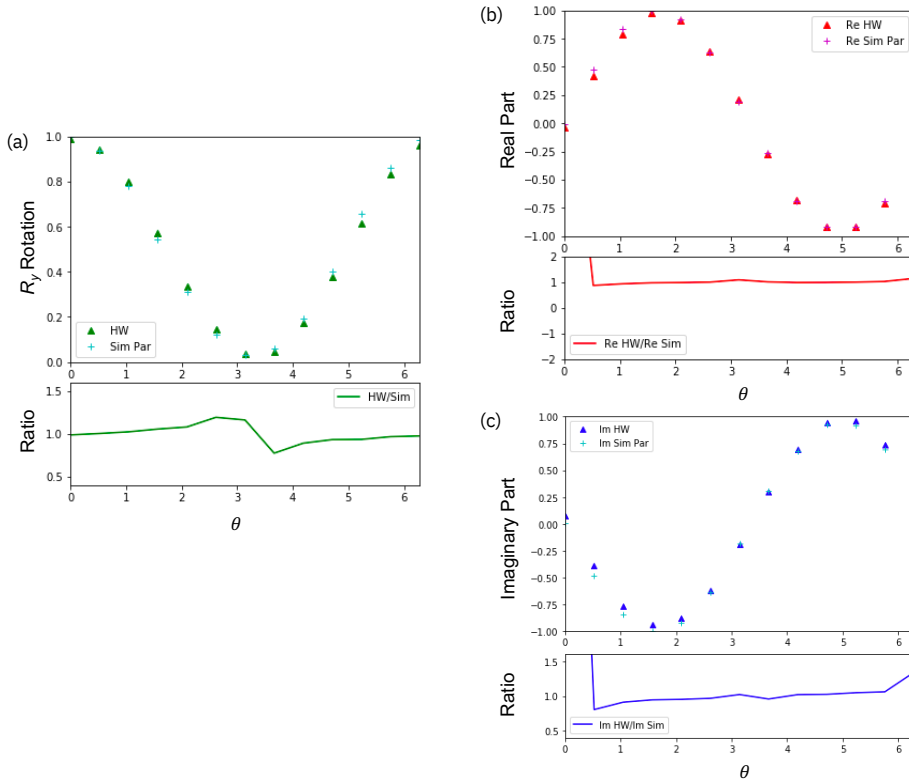 (a)
1.0
0.8
0.6
0.4
0.2
0.0
R_y Rotation
HW
Sim Par
0 1 2 3 4 5 6
1.5
1.0
0.5
Ratio
HW/Sim
0 1 2 3 4 5 6
θ
(b)
1.00
0.75
0.50
0.25
0.00
−0.25
−0.50
−0.75
−1.00
Real Part
Re HW
Re Sim Par
0 1 2 3 4 5 6
2
1
0
−1
−2
Ratio
Re HW/Re Sim
0 1 2 3 4 5 6
θ
(c)
1.00
0.75
0.50
0.25
0.00
−0.25
−0.50
−0.75
−1.00
Imaginary Part
Im HW
Im Sim Par
0 1 2 3 4 5 6
1.5
1.0
0.5
Ratio
Im HW/Im Sim
0 1 2 3 4 5 6
θ